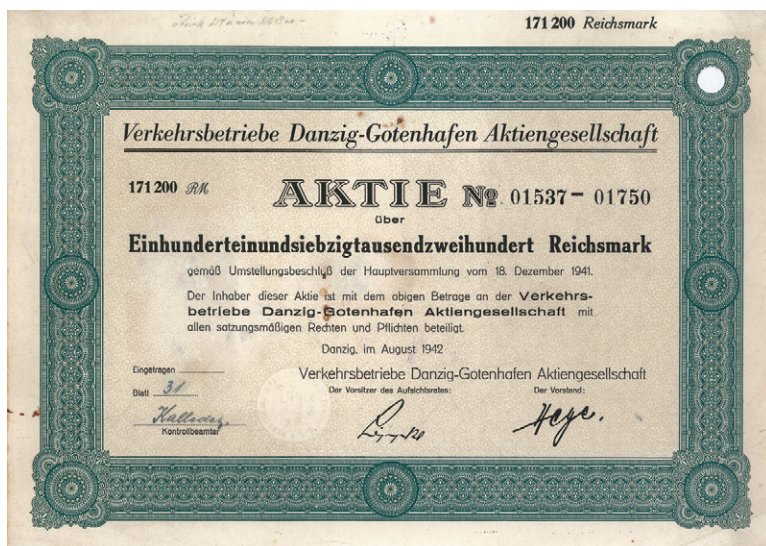 171 200 Reichsmark
Verkehrsbetriebe Danzig-Gotenhafen Aktiengesellschaft
171 200 RM AKTIE No. 01537 — 01750
über
Einhunderteinundsiebzigtausendzweihundert Reichsmark
gemäß Umstellungsbeschluß der Hauptversammlung vom 18. Dezember 1941.
Der Inhaber dieser Aktie ist mit dem obigen Betrage an der Verkehrs-
betriebe Danzig-Gotenhafen Aktiengesellschaft mit
allen satzungsmäßigen Rechten und Pflichten beteiligt.
Danzig, im August 1942
Eingetragen
Verkehrsbetriebe Danzig-Gotenhafen Aktiengesellschaft
Blatt 31
Der Vorsitzer des Aufsichtsrates: Der Vorstand:
Hege.
Kontrollbeamter